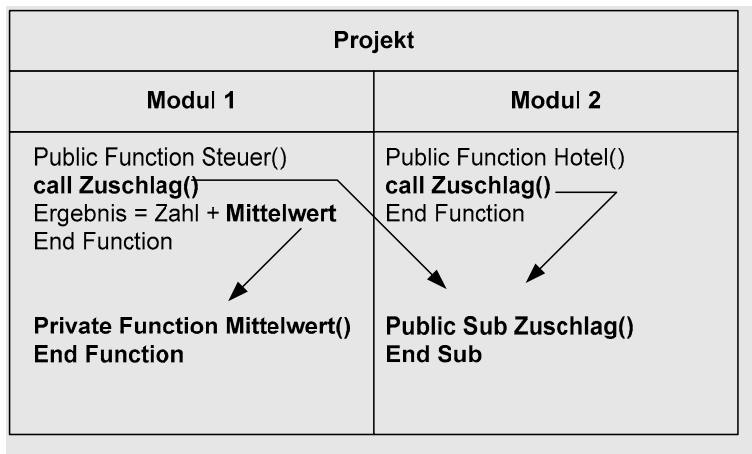 Projekt
Modul 1
Modul 2
Public Function Steuer()
call Zuschlag()
Ergebnis = Zahl + Mittelwert
End Function
Private Function Mittelwert()
End Function
Public Function Hotel()
call Zuschlag()
End Function
Public Sub Zuschlag()
End Sub